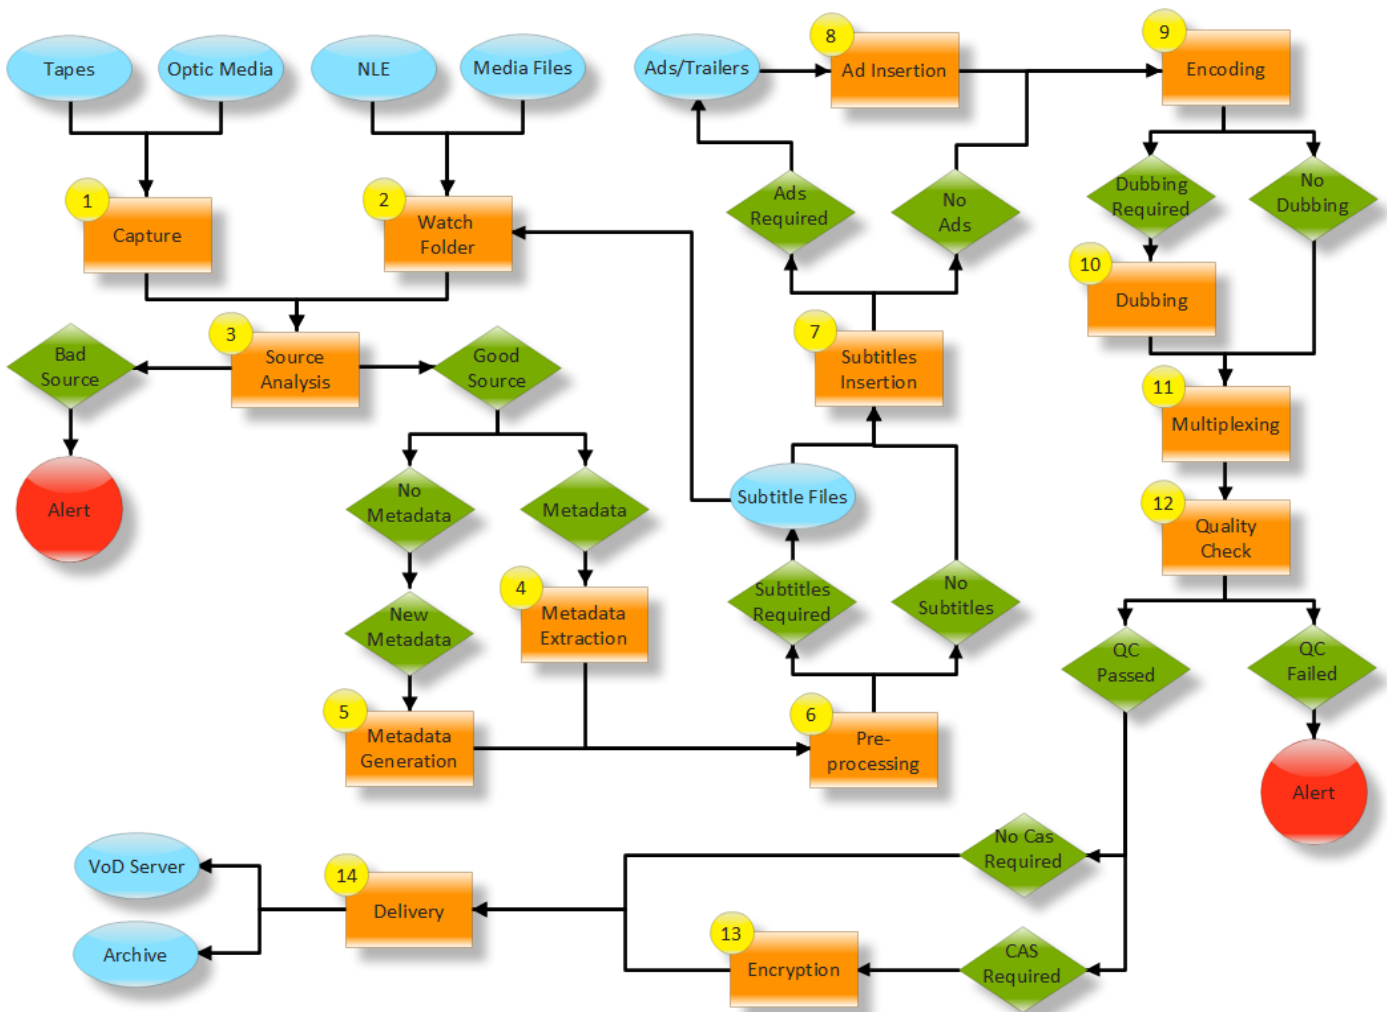 Tapes
Optic Media
NLE
Media Files
Ads/Trailers
8
Ad Insertion
9
Encoding
1
Capture
2
Watch
Folder
Ads
Required
No
Ads
Dubbing
Required
No
Dubbing
10
Dubbing
Bad
Source
3
Source
Analysis
Good
Source
7
Subtitles
Insertion
11
Multiplexing
Alert
No
Metadata
Metadata
Subtitle Files
12
Quality
Check
New
Metadata
4
Metadata
Extraction
Subtitles
Required
No
Subtitles
QC
Passed
QC
Failed
5
Metadata
Generation
6
Pre-
processing
Alert
No Cas
Required
VoD Server
14
Delivery
Archive
13
Encryption
CAS
Required